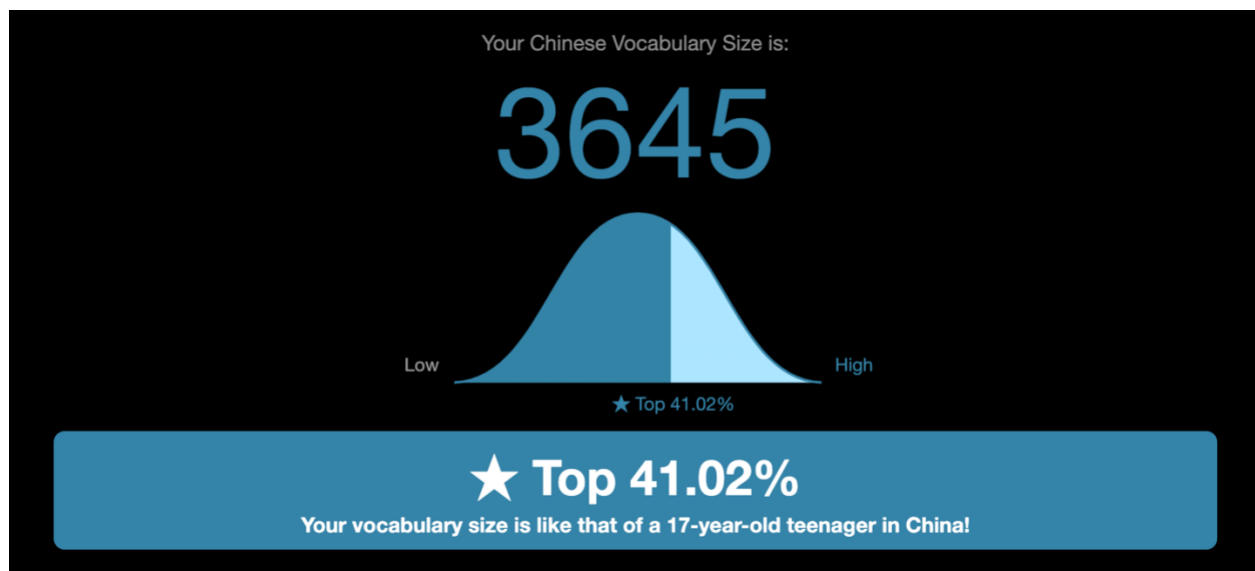 Your Chinese Vocabulary Size is:
3645
Low
High
★ Top 41.02%
★ Top 41.02%
Your vocabulary size is like that of a 17-year-old teenager in China!